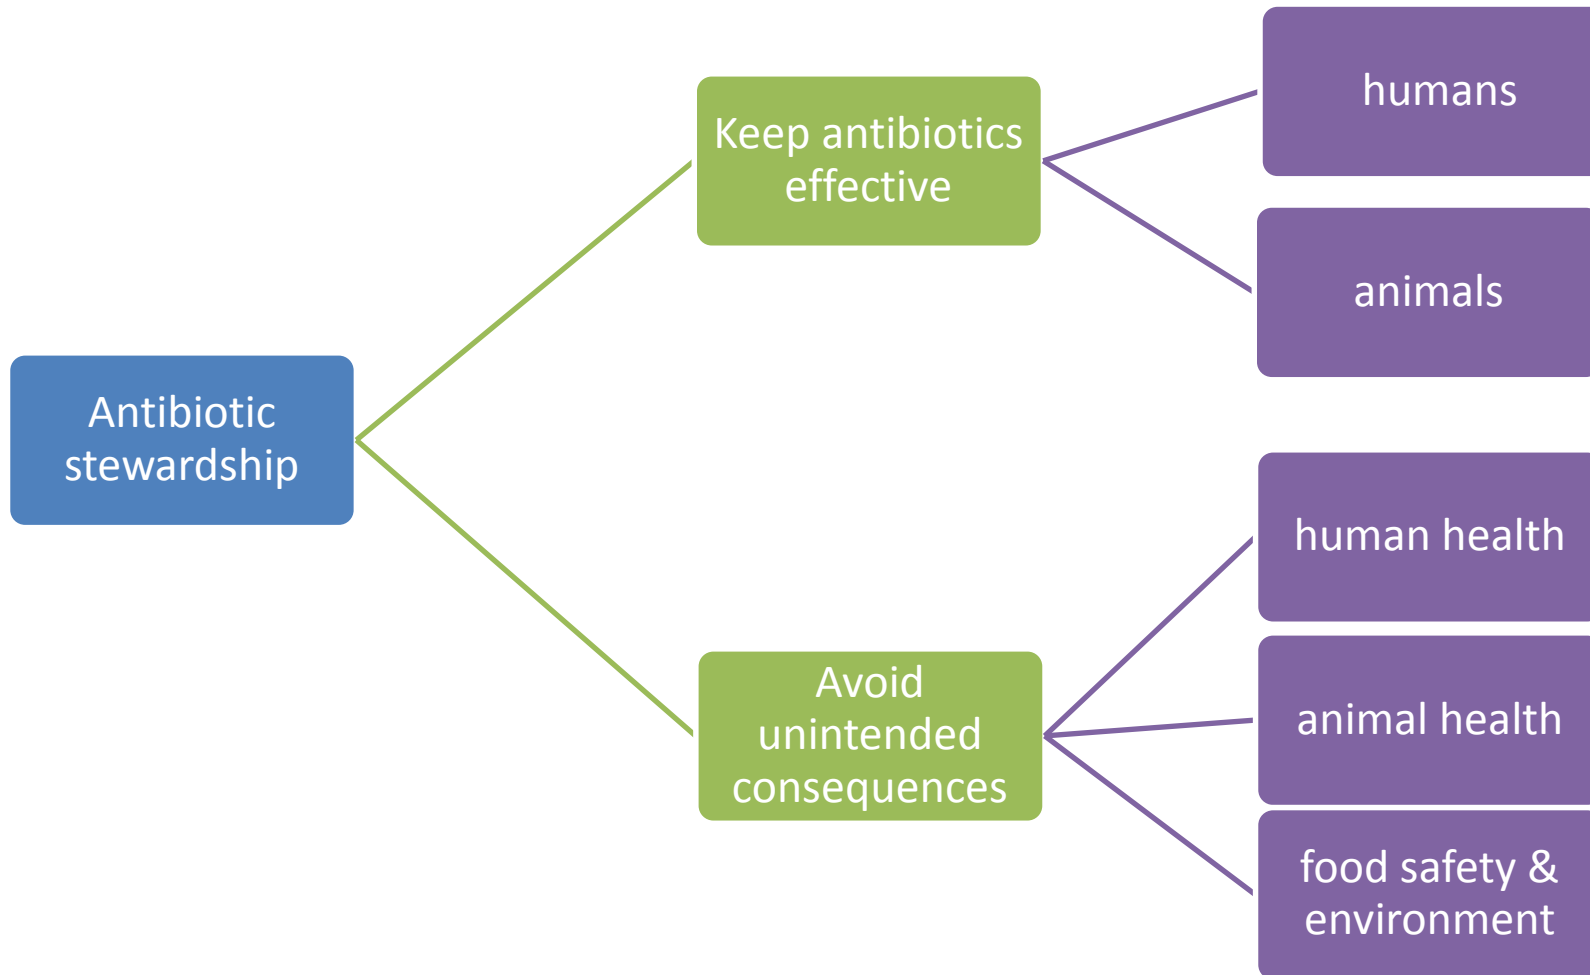 Antibiotic
stewardship
Keep antibiotics
effective
humans
animals
Avoid
unintended
consequences
human health
animal health
food safety &
environment